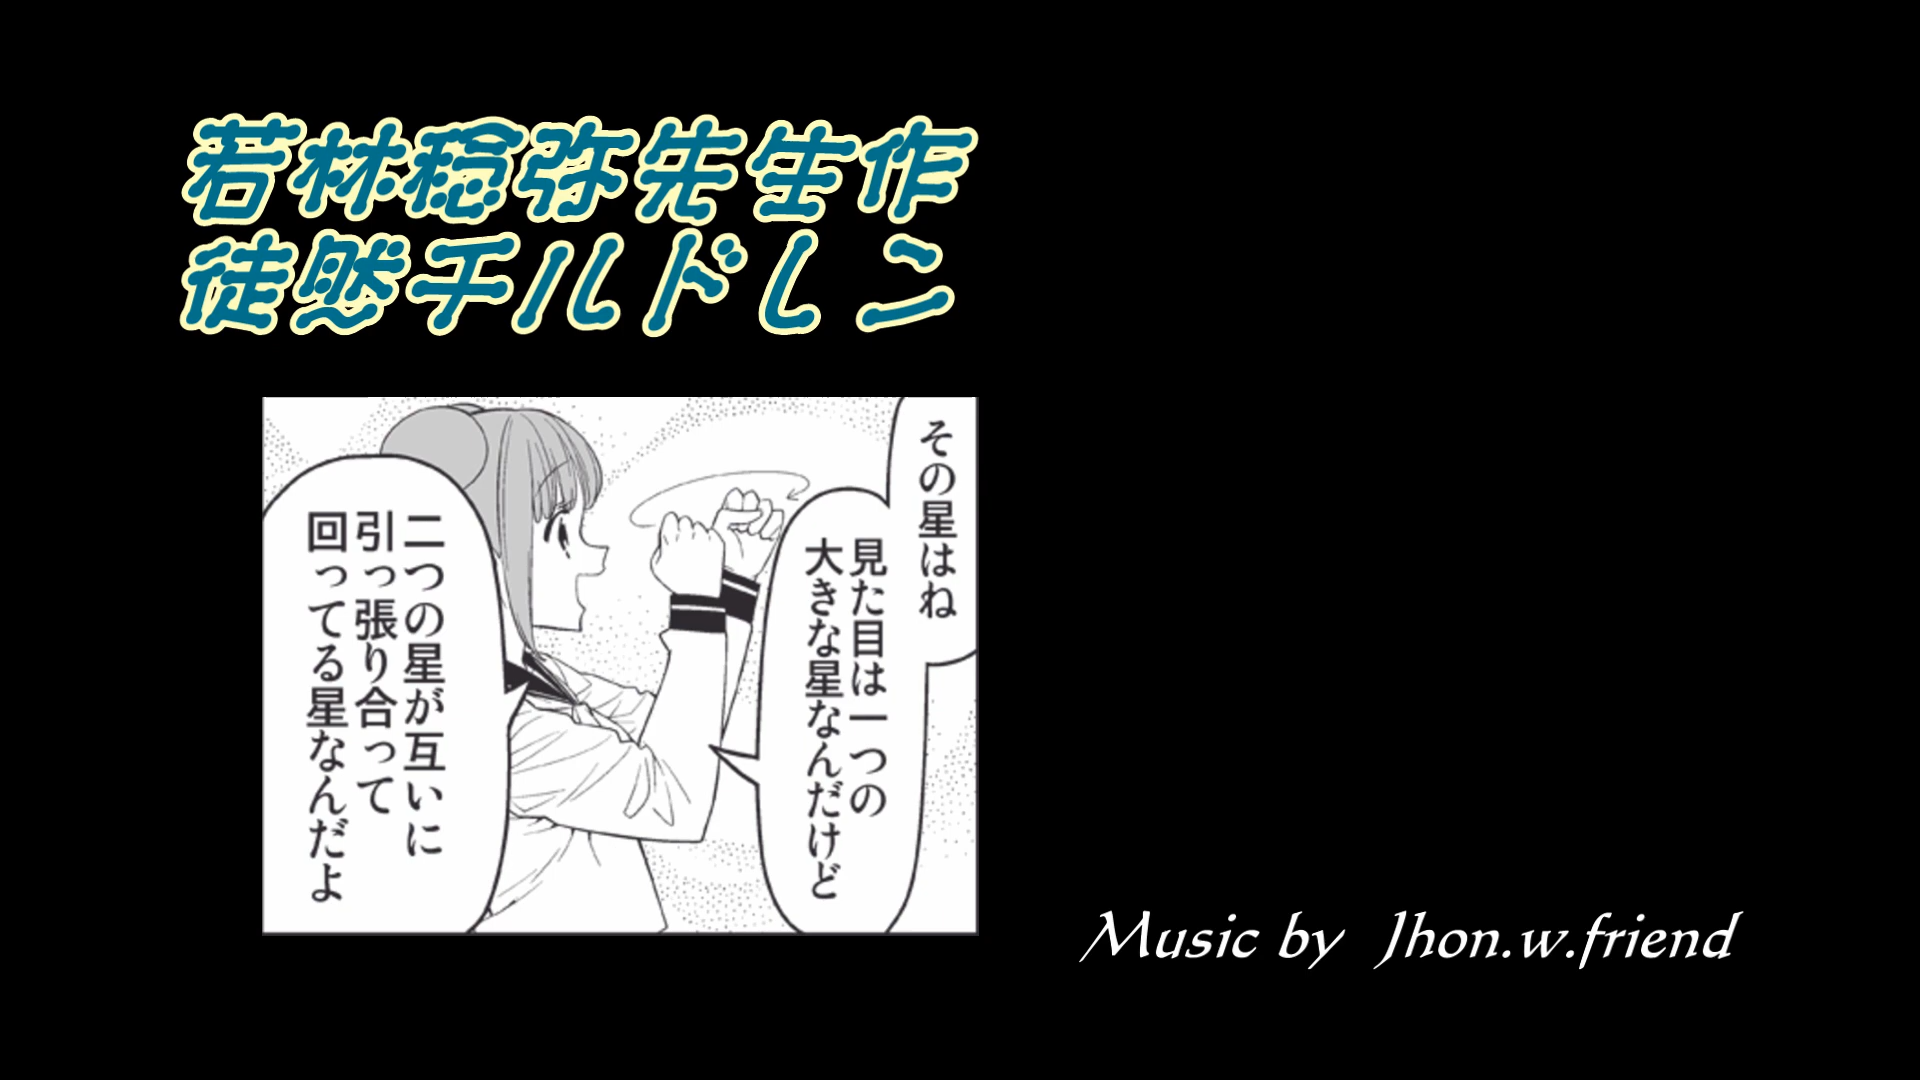 若林稔弥先生作
徒然チルドレン
その星はね
見た目は一つの
大きな星なんだけど
二つの星が互いに
引っ張り合って
回ってる星なんだよ
Music by Jhon.w.friend